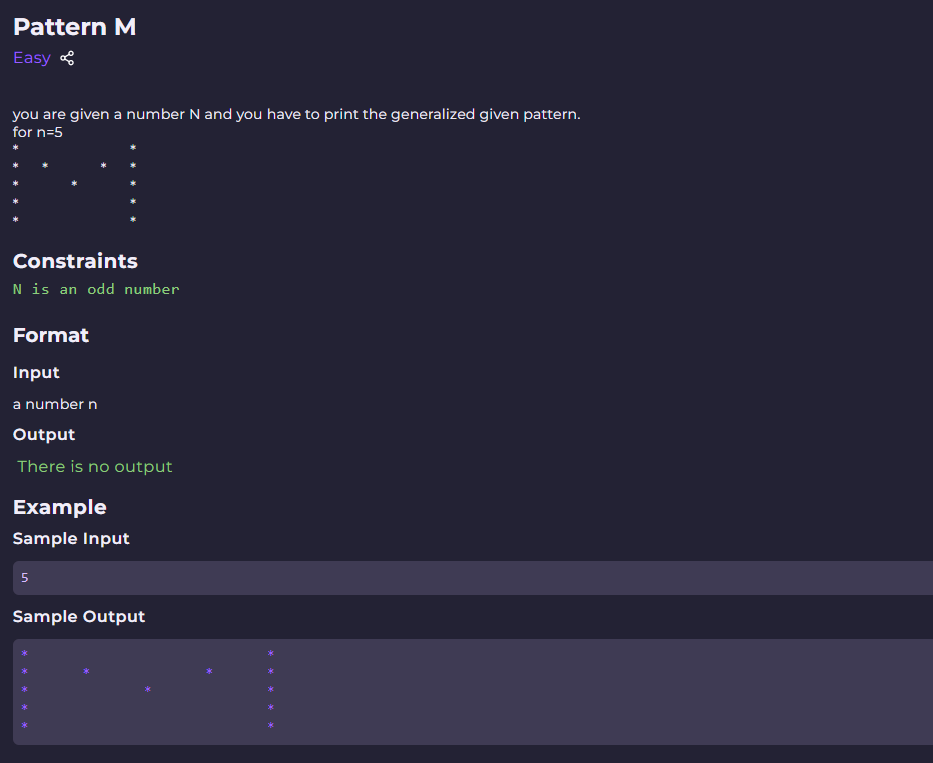 Pattern M
Easy
you are given a number N and you have to print the generalized given pattern.
for n=5
*                       *
*    *          *    *
*          *          *
*                       *
*                       *
Constraints
N is an odd number
Format
Input
a number n
Output
There is no output
Example
Sample Input
5
Sample Output
*                               *
*       *               *       *
*               *               *
*                               *
*                               *